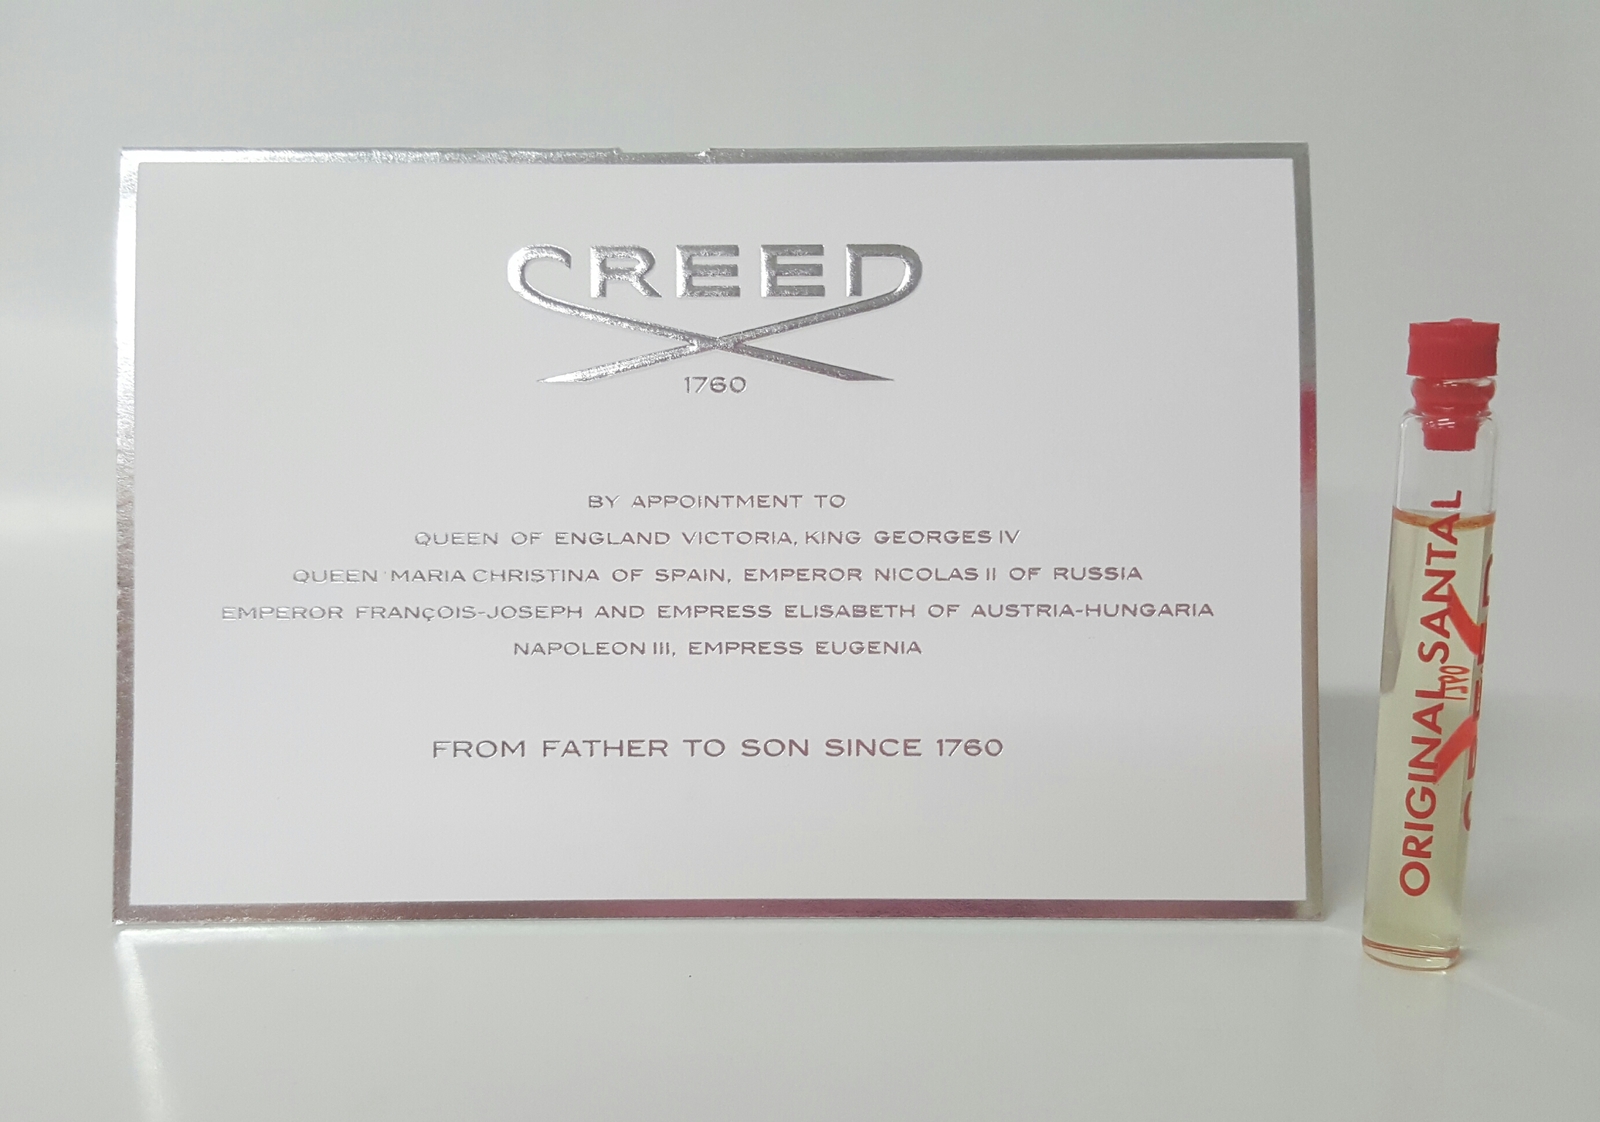 CREED
1760
BY APPOINTMENT TO
QUEEN OF ENGLAND VICTORIA, KING GEORGES IV
QUEEN MARIA CHRISTINA OF SPAIN, EMPEROR NICOLAS II OF RUSSIA
EMPEROR FRANÇOIS-JOSEPH AND EMPRESS ELISABETH OF AUSTRIA-HUNGARIA
NAPOLEON III, EMPRESS EUGENIA
FROM FATHER TO SON SINCE 1760
ORIGINAL SANTAL
CREED
1760